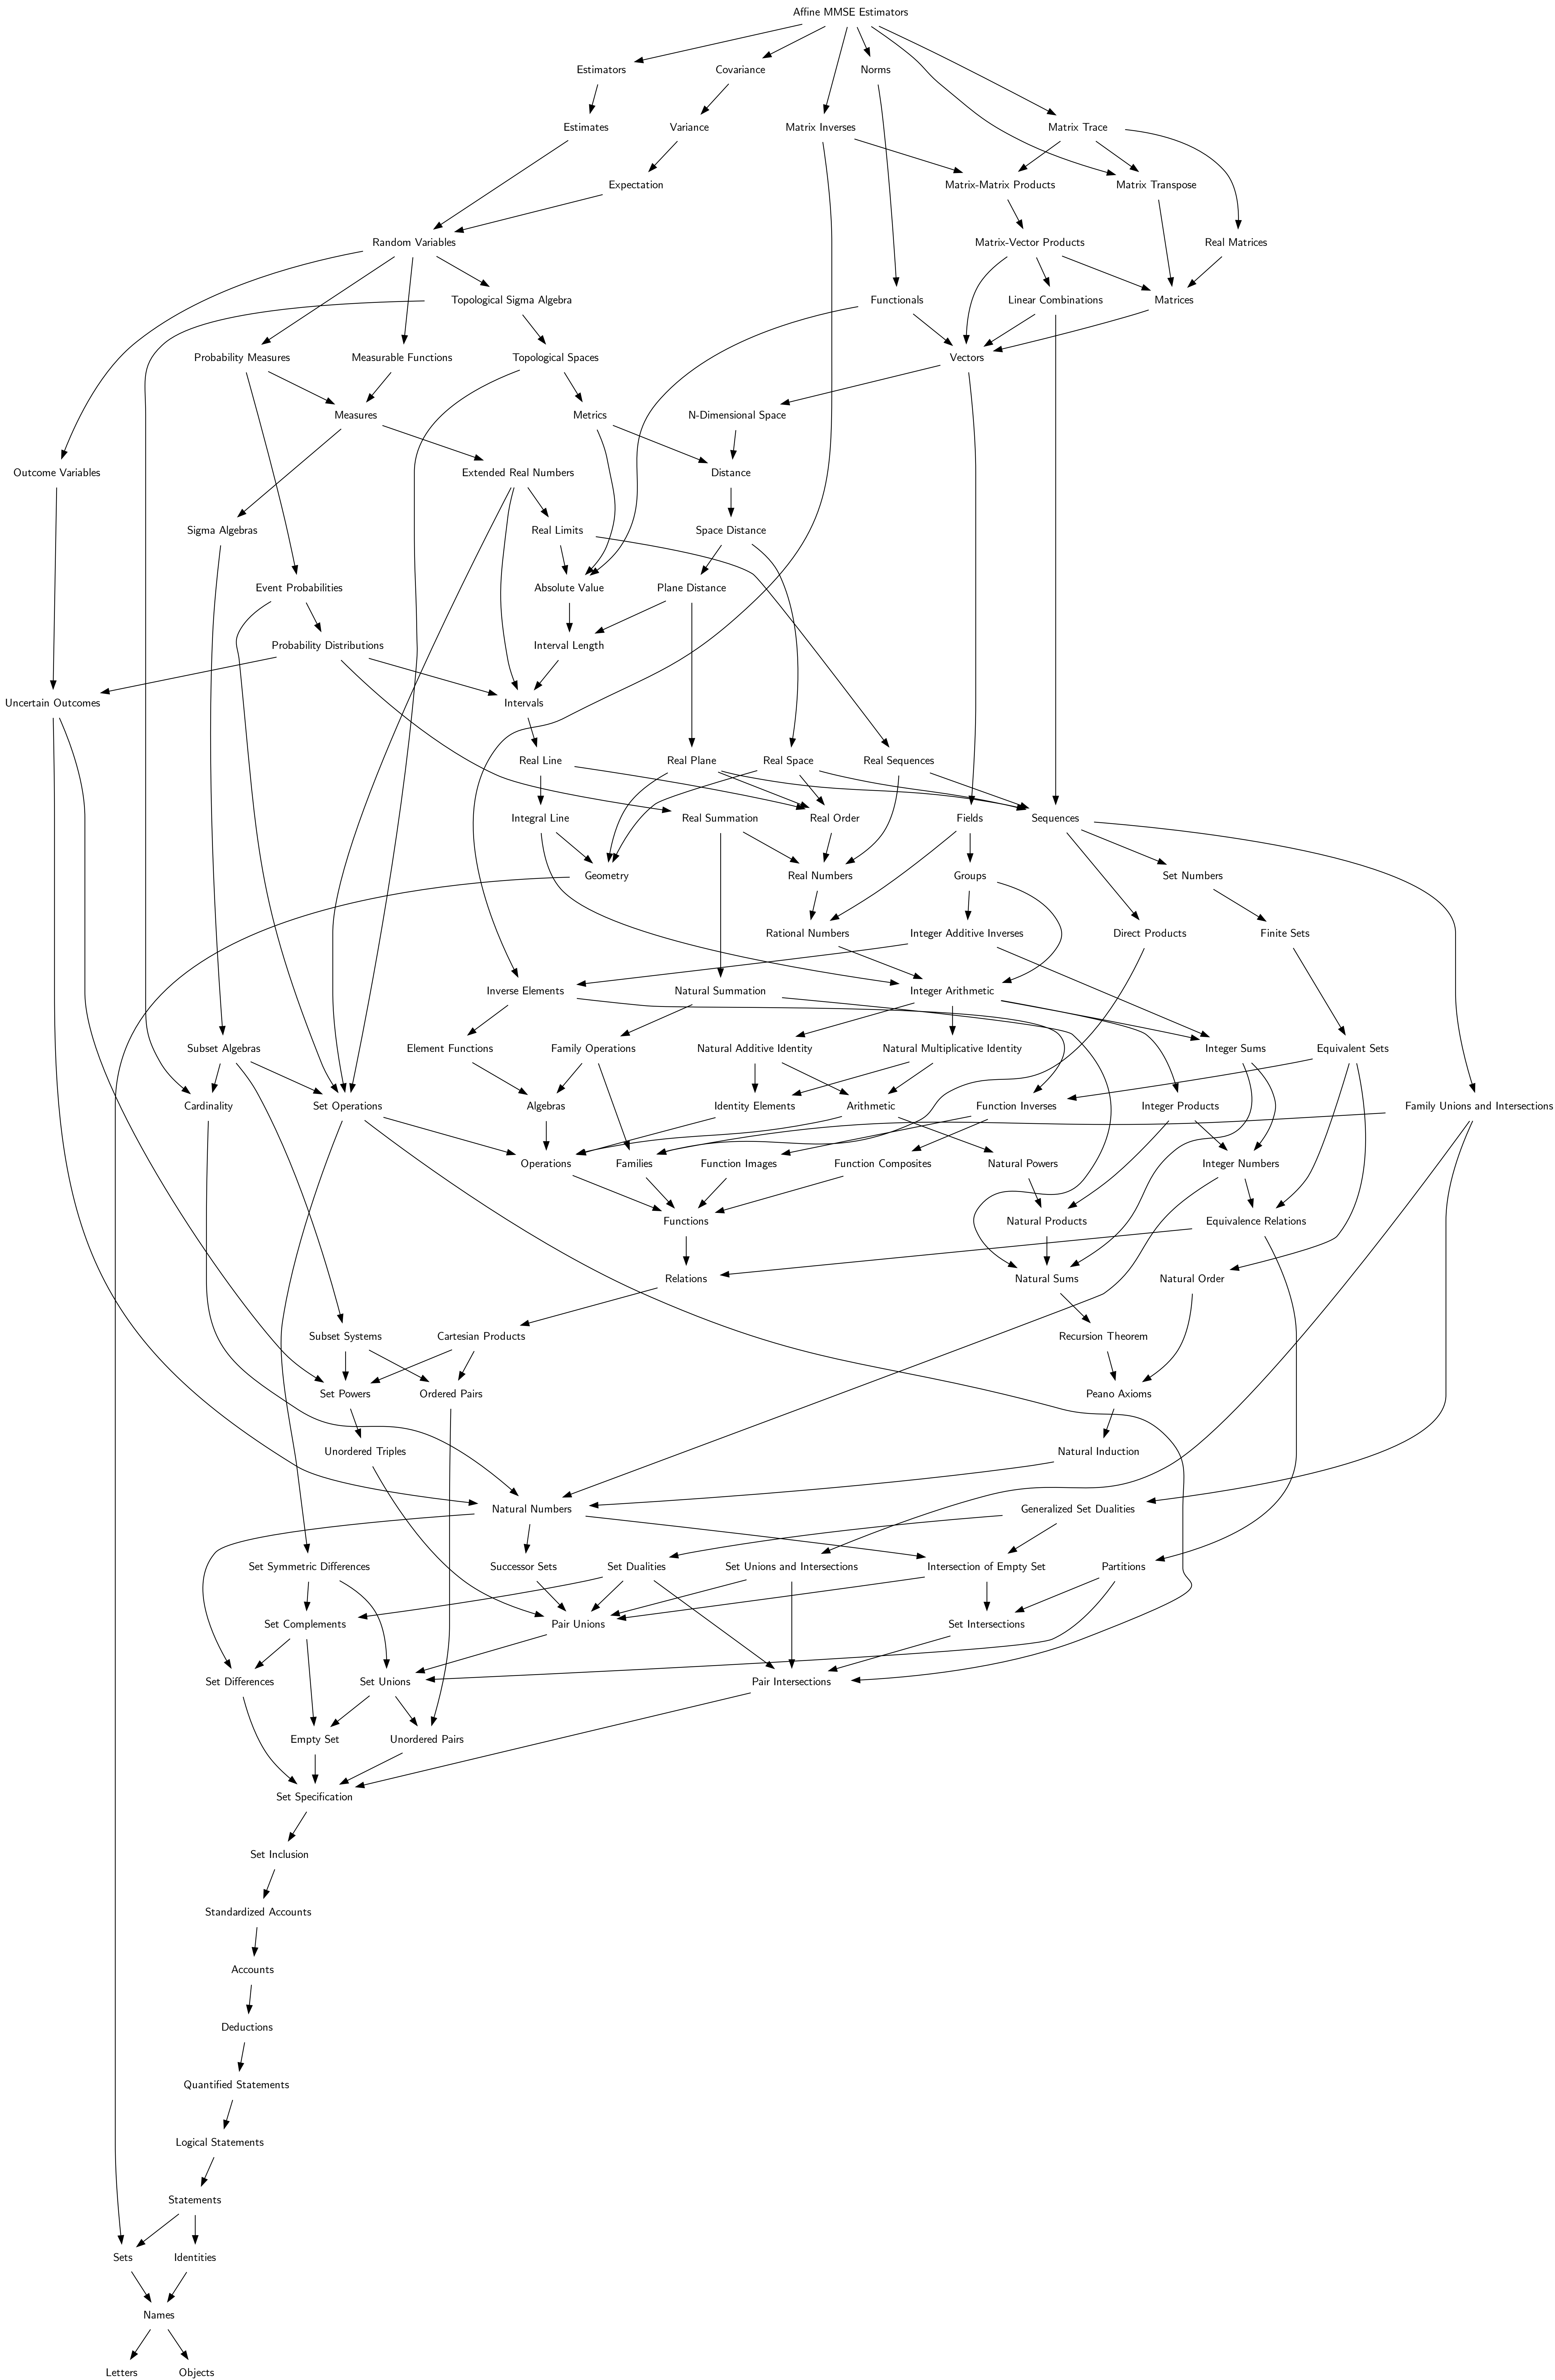 Affine MMSE Estimators
Estimators
Covariance
Norms
Estimates
Variance
Matrix Inverses
Matrix Trace
Expectation
Matrix-Matrix Products
Matrix Transpose
Random Variables
Matrix-Vector Products
Real Matrices
Topological Sigma Algebra
Functionals
Linear Combinations
Matrices
Probability Measures
Measurable Functions
Topological Spaces
Vectors
Measures
Metrics
N-Dimensional Space
Outcome Variables
Extended Real Numbers
Distance
Sigma Algebras
Real Limits
Space Distance
Event Probabilities
Absolute Value
Plane Distance
Probability Distributions
Interval Length
Uncertain Outcomes
Intervals
Real Line
Real Plane
Real Space
Real Sequences
Integral Line
Real Summation
Real Order
Fields
Sequences
Geometry
Real Numbers
Groups
Set Numbers
Rational Numbers
Integer Additive Inverses
Direct Products
Finite Sets
Inverse Elements
Natural Summation
Integer Arithmetic
Subset Algebras
Element Functions
Family Operations
Natural Additive Identity
Natural Multiplicative Identity
Integer Sums
Equivalent Sets
Cardinality
Set Operations
Algebras
Identity Elements
Arithmetic
Function Inverses
Integer Products
Family Unions and Intersections
Operations
Families
Function Images
Function Composites
Natural Powers
Integer Numbers
Functions
Natural Products
Equivalence Relations
Relations
Natural Sums
Natural Order
Subset Systems
Cartesian Products
Recursion Theorem
Set Powers
Ordered Pairs
Peano Axioms
Unordered Triples
Natural Induction
Natural Numbers
Generalized Set Dualities
Set Symmetric Differences
Successor Sets
Set Dualities
Set Unions and Intersections
Intersection of Empty Set
Partitions
Set Complements
Pair Unions
Set Intersections
Set Differences
Set Unions
Pair Intersections
Empty Set
Unordered Pairs
Set Specification
Set Inclusion
Standardized Accounts
Accounts
Deductions
Quantified Statements
Logical Statements
Statements
Sets
Identities
Names
Letters
Objects